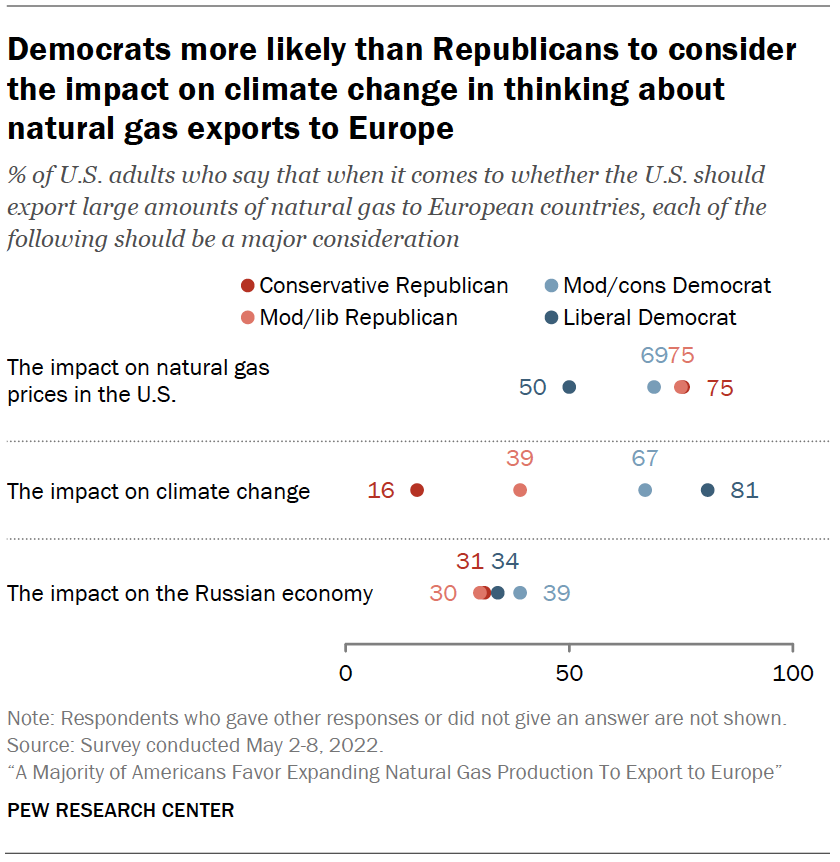 Democrats more likely than Republicans to consider
the impact on climate change in thinking about
natural gas exports to Europe
% of U.S. adults who say that when it comes to whether the U.S. should
export large amounts of natural gas to European countries, each of the
following should be a major consideration
Conservative Republican Mod/cons Democrat
Mod/lib Republican Liberal Democrat
The impact on natural gas
prices in the U.S.
69 75
50 75
39 67
The impact on climate change 16 81
31 34
The impact on the Russian economy 30 39
0 50 100
Note: Respondents who gave other responses or did not give an answer are not shown.
Source: Survey conducted May 2-8, 2022.
“A Majority of Americans Favor Expanding Natural Gas Production To Export to Europe”
PEW RESEARCH CENTER